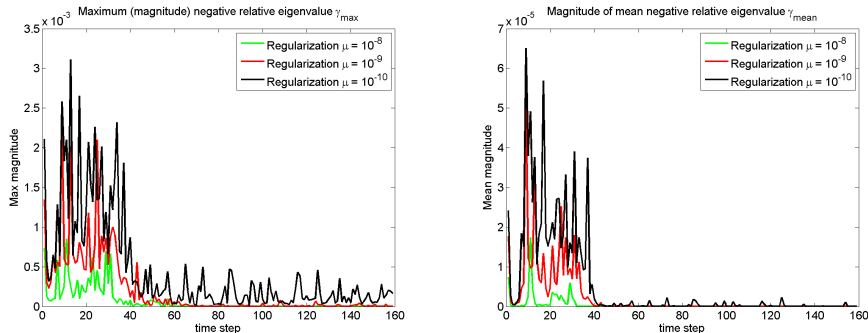 Maximum (magnitude) negative relative eigenvalue γmax
x 10^-3
3.5
3
2.5
2
1.5
1
0.5
0
Max magnitude
0 20 40 60 80 100 120 140 160
time step
Regularization μ = 10^-8
Regularization μ = 10^-9
Regularization μ = 10^-10
Magnitude of mean negative relative eigenvalue γmean
x 10^-5
7
6
5
4
3
2
1
0
Mean magnitude
0 20 40 60 80 100 120 140 160
time step
Regularization μ = 10^-8
Regularization μ = 10^-9
Regularization μ = 10^-10